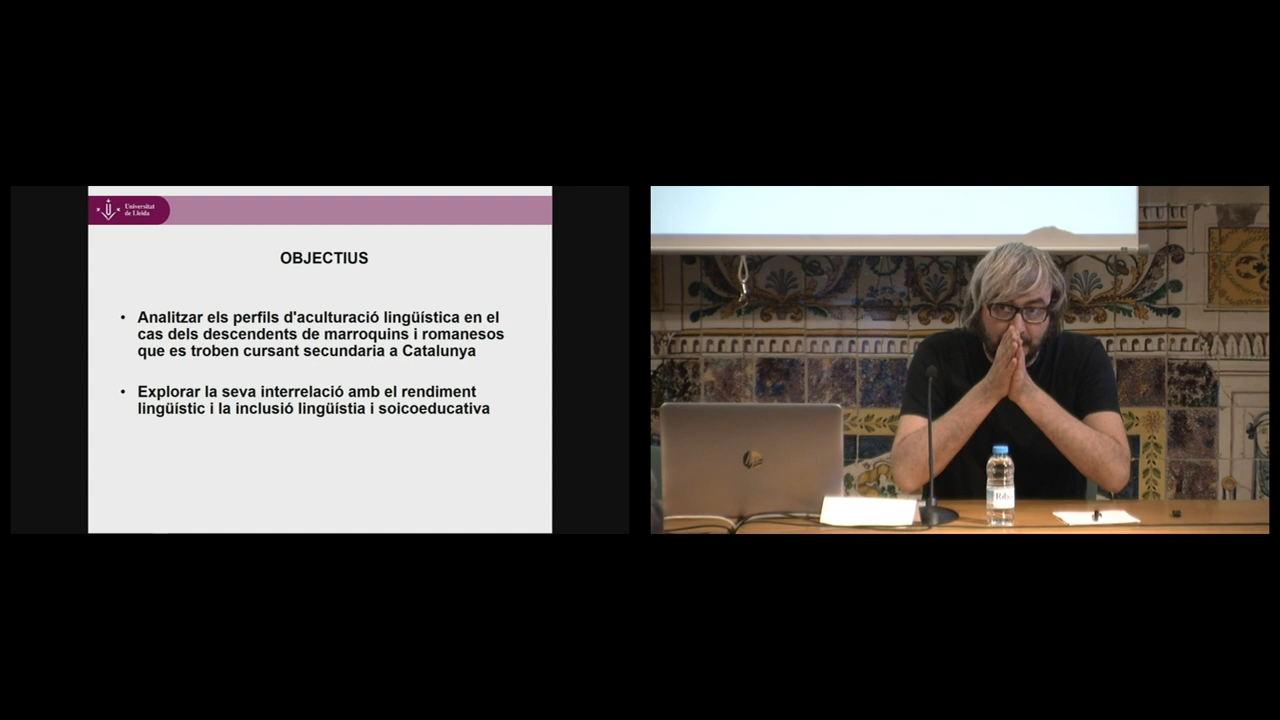 Universitat
de Lleida
OBJECTIUS
• Analitzar els perfils d'aculturació lingüística en el
cas dels descendents de marroquins i romanesos
que es troben cursant secundaria a Catalunya
• Explorar la seva interrelació amb el rendiment
lingüístic i la inclusió lingüístia i soicoeducativa